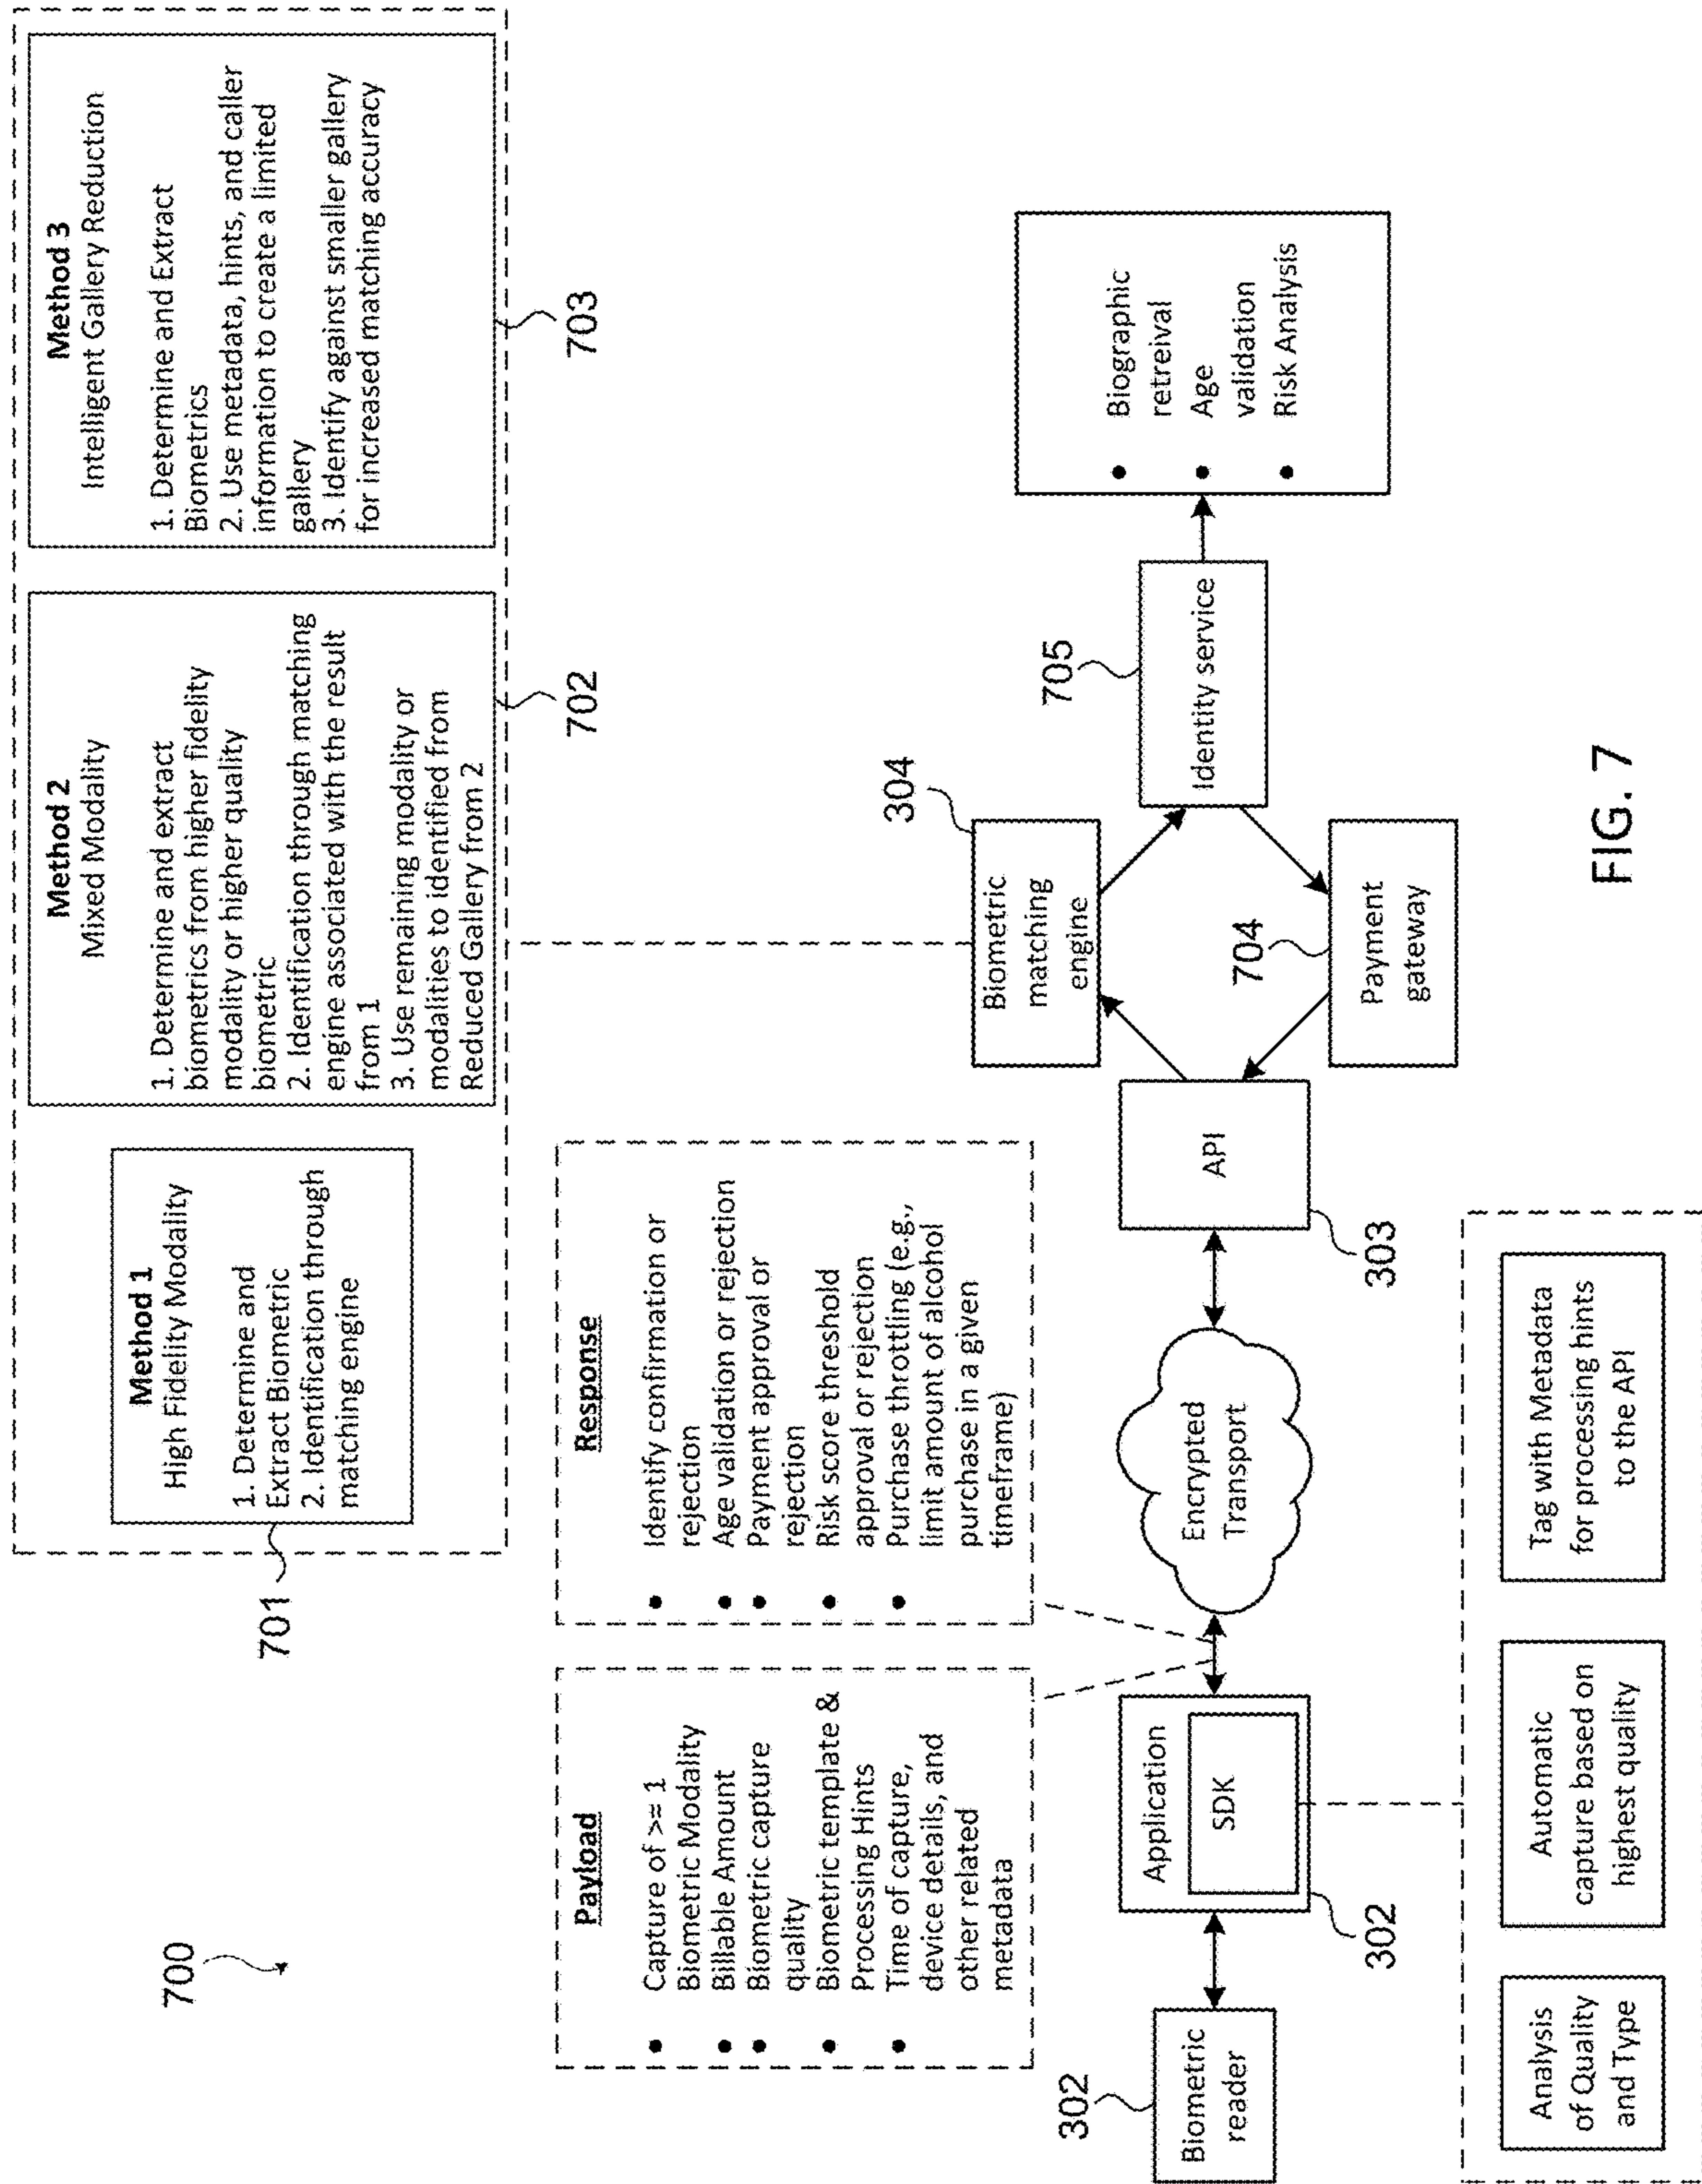 700
701
Method 1
High Fidelity Modality
1. Determine and
Extract Biometric
2. Identification through
matching engine
Method 2
Mixed Modality
1. Determine and extract
biometrics from higher fidelity
modality or higher quality
biometric
2. Identification through matching
engine associated with the result
from 1
3. Use remaining modality or
modalities to identified from
Reduced Gallery from 2
702
Method 3
Intelligent Gallery Reduction
1. Determine and Extract
Biometrics
2. Use metadata, hints, and caller
information to create a limited
gallery
3. Identify against smaller gallery
for increased matching accuracy
703
Payload
• Capture of >= 1
Biometric Modality
• Billable Amount
• Biometric capture
quality
• Biometric template &
Processing Hints
• Time of capture,
device details, and
other related
metadata
Response
• Identify confirmation or
rejection
• Age validation or rejection
• Payment approval or
rejection
• Risk score threshold
approval or rejection
• Purchase throttling (e.g.,
limit amount of alcohol
purchase in a given
timeframe)
302
Biometric
reader
Application
SDK
302
Encrypted
Transport
API
303
304
Biometric
matching
engine
704
Payment
gateway
705
Identity service
• Biographic
retreival
• Age
validation
• Risk Analysis
Analysis
of Quality
and Type
Automatic
capture based on
highest quality
Tag with Metadata
for processing hints
to the API
FIG. 7